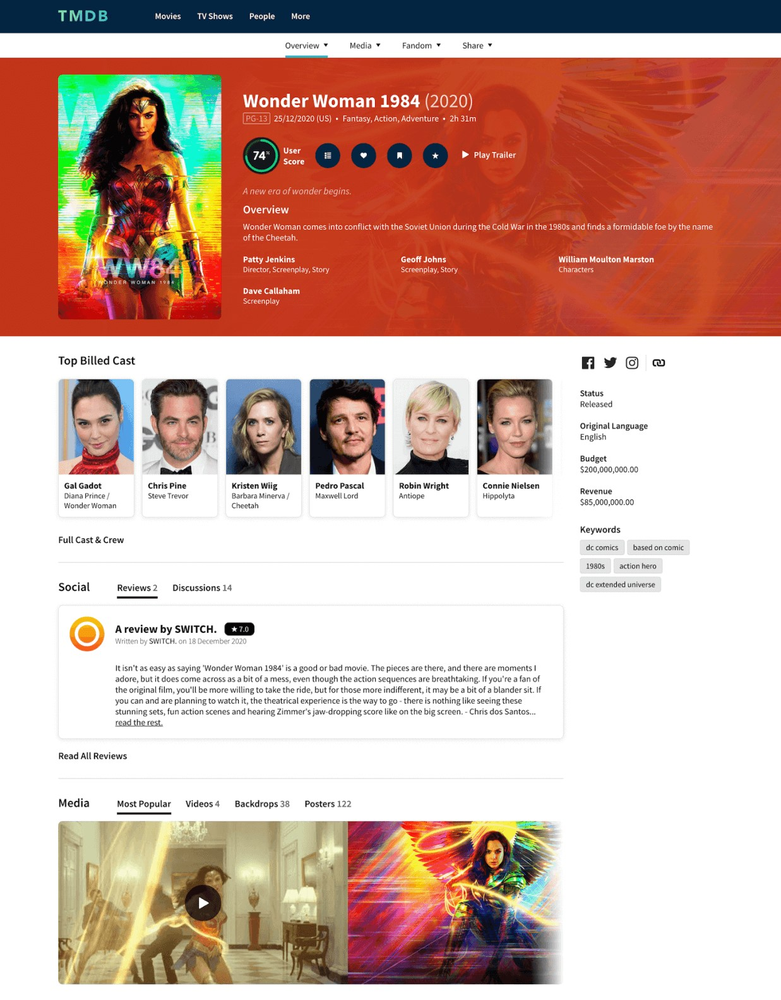 TMDB
Movies TV Shows People More
Overview Media Fandom Share
Wonder Woman 1984 (2020)
PG-13 25/12/2020 (US) • Fantasy, Action, Adventure • 2h 31m
74% User
Score
Play Trailer
A new era of wonder begins.
Overview
Wonder Woman comes into conflict with the Soviet Union during the Cold War in the 1980s and finds a formidable foe by the name
of the Cheetah.
Patty Jenkins
Director, Screenplay, Story
Geoff Johns
Screenplay, Story
William Moulton Marston
Characters
Dave Callaham
Screenplay
WW84
WONDER WOMAN 1984
Top Billed Cast
Gal Gadot
Diana Prince /
Wonder Woman
Chris Pine
Steve Trevor
Kristen Wiig
Barbara Minerva /
Cheetah
Pedro Pascal
Maxwell Lord
Robin Wright
Antiope
Connie Nielsen
Hippolyta
Full Cast & Crew
Status
Released
Original Language
English
Budget
$200,000,000.00
Revenue
$85,000,000.00
Keywords
dc comics based on comic
1980s action hero
dc extended universe
Social Reviews 2 Discussions 14
A review by SWITCH. ★ 7.0
Written by SWITCH. on 18 December 2020
It isn't as easy as saying 'Wonder Woman 1984' is a good or bad movie. The pieces are there, and there are moments I
adore, but it does come across as a bit of a mess, even though the action sequences are breathtaking. If you're a fan of
the original film, you'll be more willing to take the ride, but for those more indifferent, it may be a bit of a blander sit. If
you can and are planning to watch it, the theatrical experience is the way to go - there is nothing like seeing these
stunning sets, fun action scenes and hearing Zimmer's jaw-dropping score like on the big screen. - Chris dos Santos...
read the rest.
Read All Reviews
Media Most Popular Videos 4 Backdrops 38 Posters 122